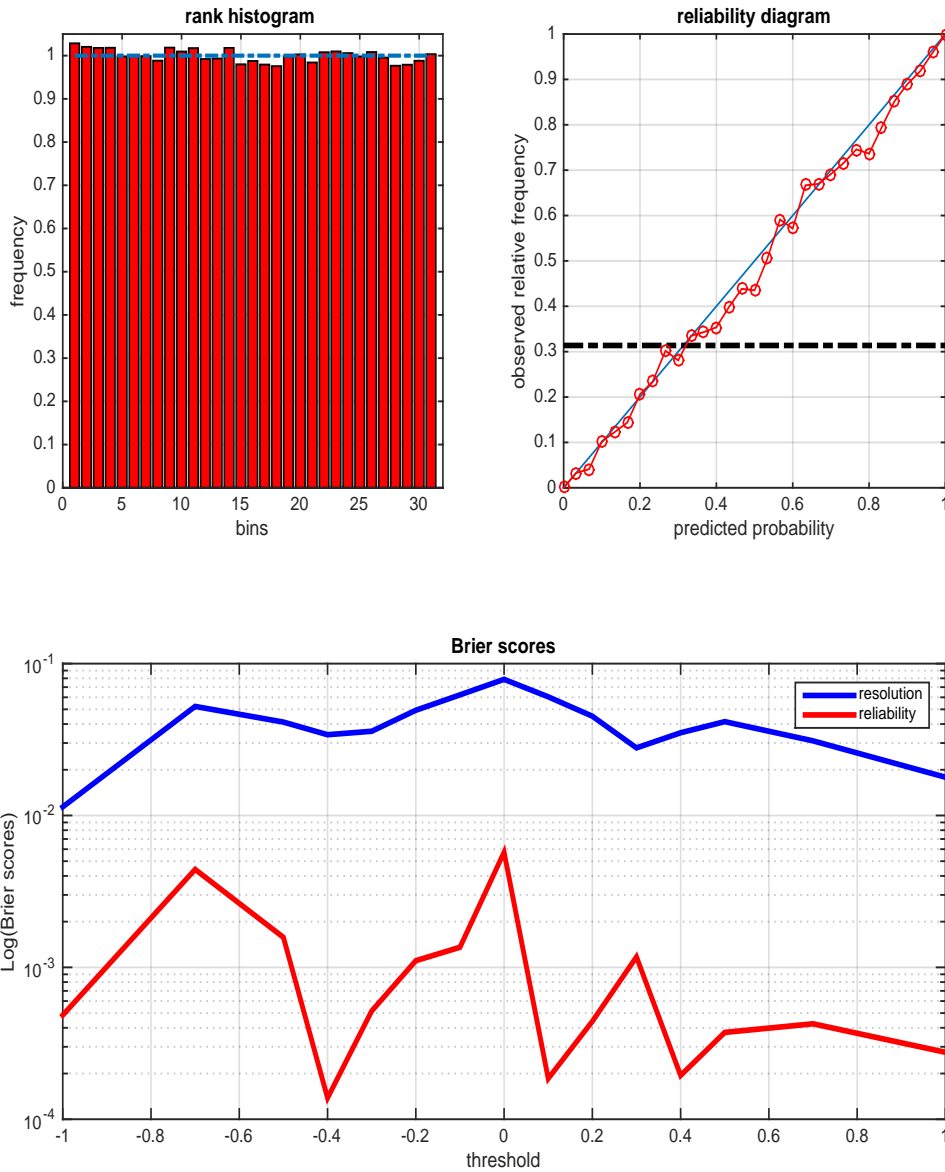 rank histogram
1
0.9
0.8
0.7
0.6
0.5
0.4
0.3
0.2
0.1
0
frequency
0 5 10 15 20 25 30
bins
reliability diagram
1
0.9
0.8
0.7
0.6
0.5
0.4
0.3
0.2
0.1
0
observed relative frequency
0 0.2 0.4 0.6 0.8 1
predicted probability
Brier scores
10-1
10-2
10-3
10-4
Log(Brier scores)
resolution
reliability
-1 -0.8 -0.6 -0.4 -0.2 0 0.2 0.4 0.6 0.8 1
threshold